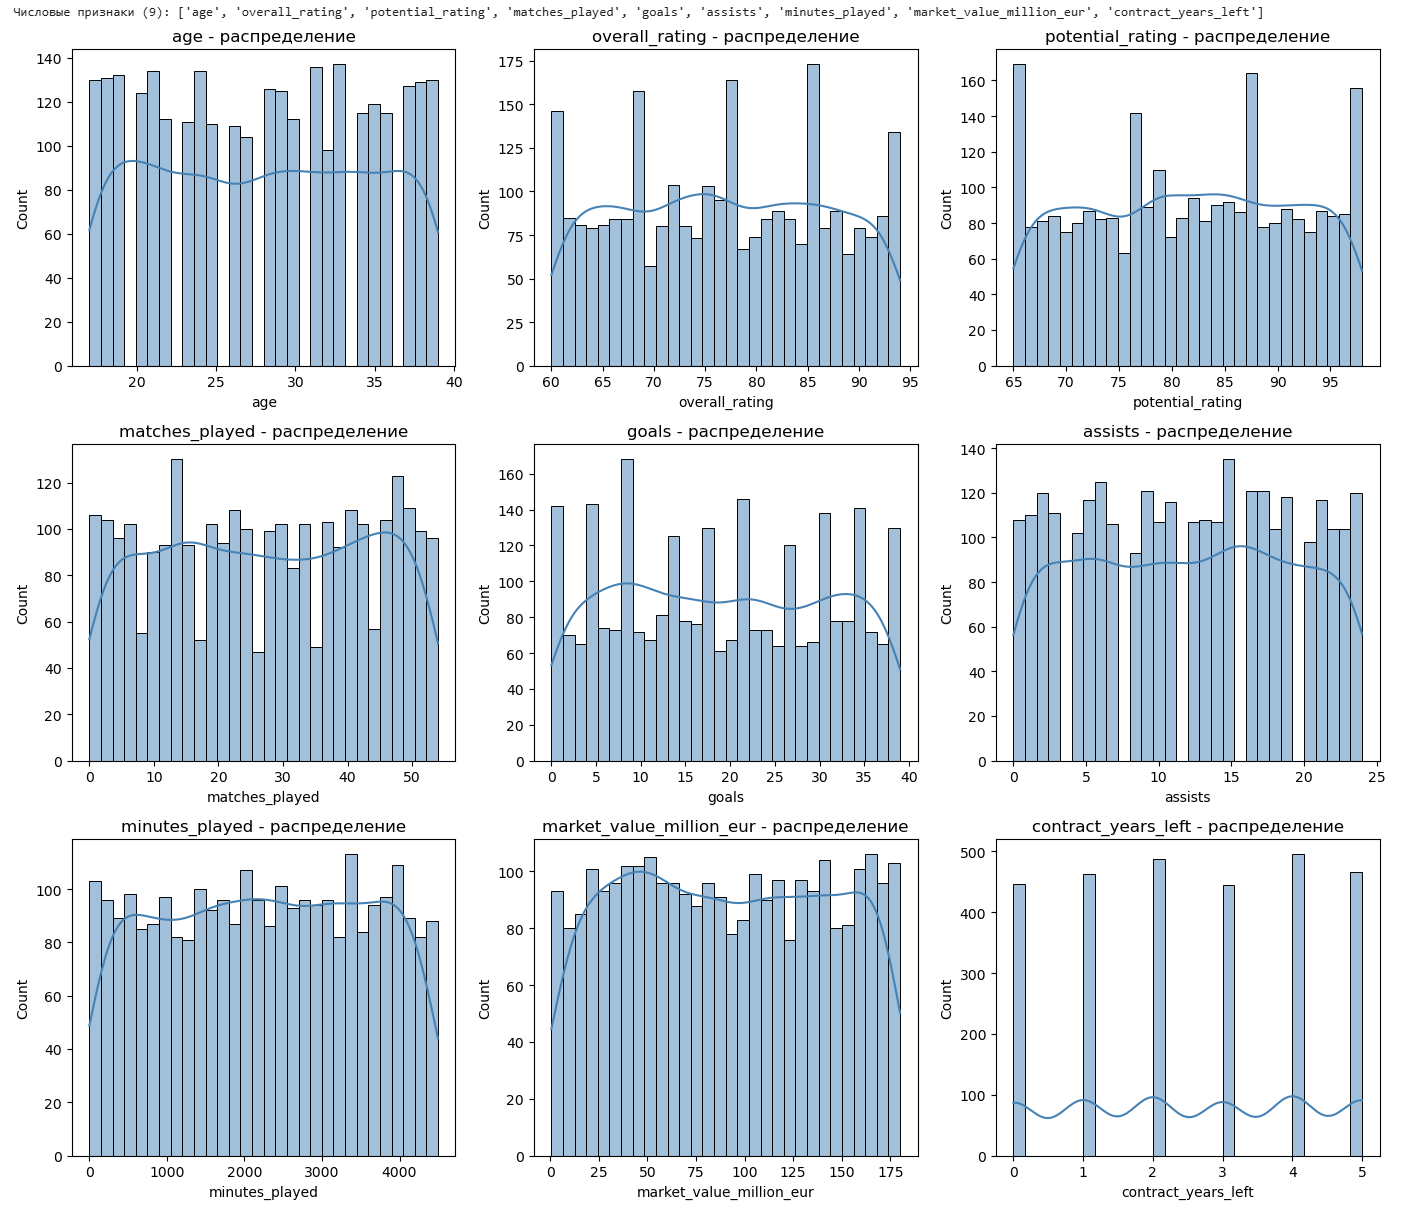 Числовые признаки (9): ['age', 'overall_rating', 'potential_rating', 'matches_played', 'goals', 'assists', 'minutes_played', 'market_value_million_eur', 'contract_years_left']
age - распределение
Count
140
120
100
80
60
40
20
0
20 25 30 35 40
age
overall_rating - распределение
Count
175
150
125
100
75
50
25
0
60 65 70 75 80 85 90 95
overall_rating
potential_rating - распределение
Count
160
140
120
100
80
60
40
20
0
65 70 75 80 85 90 95
potential_rating
matches_played - распределение
Count
120
100
80
60
40
20
0
0 10 20 30 40 50
matches_played
goals - распределение
Count
160
140
120
100
80
60
40
20
0
0 5 10 15 20 25 30 35 40
goals
assists - распределение
Count
140
120
100
80
60
40
20
0
0 5 10 15 20 25
assists
minutes_played - распределение
Count
100
80
60
40
20
0
0 1000 2000 3000 4000
minutes_played
market_value_million_eur - распределение
Count
100
80
60
40
20
0
0 25 50 75 100 125 150 175
market_value_million_eur
contract_years_left - распределение
Count
500
400
300
200
100
0
0 1 2 3 4 5
contract_years_left